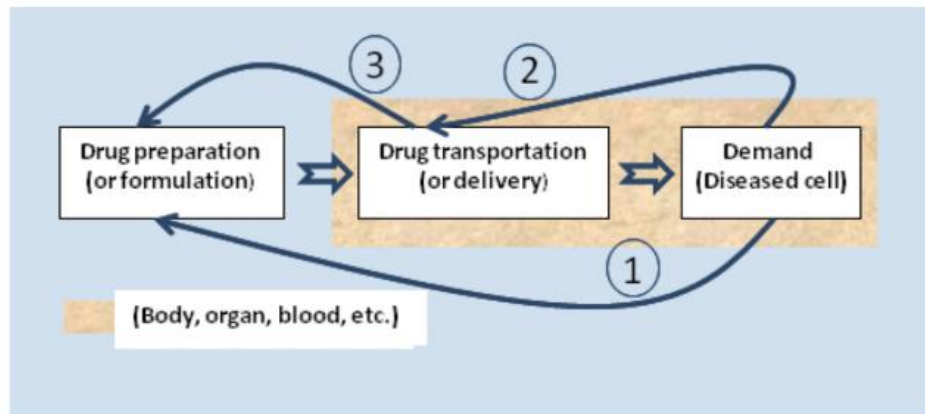 3
2
Drug preparation
(or formulation)
Drug transportation
(or delivery)
Demand
(Diseased cell)
1
(Body, organ, blood, etc.)